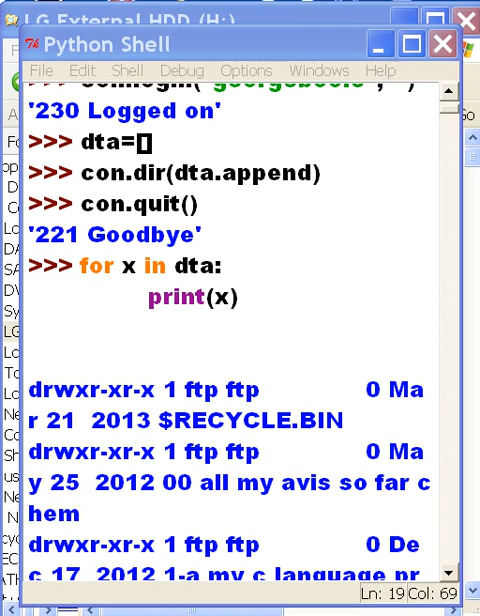 LG External HDD (H:)
Python Shell
File Edit Shell Debug Options Windows Help
'230 Logged on'
>>> dta=[]
>>> con.dir(dta.append)
>>> con.quit()
'221 Goodbye'
>>> for x in dta:
print(x)
drwxr-xr-x 1 ftp ftp 0 Ma
r 21 2013 $RECYCLE.BIN
drwxr-xr-x 1 ftp ftp 0 Ma
y 25 2012 00 all my avis so far c
hem
drwxr-xr-x 1 ftp ftp 0 De
c 17 2012 1-a my c language pr
Ln: 19 Col: 69